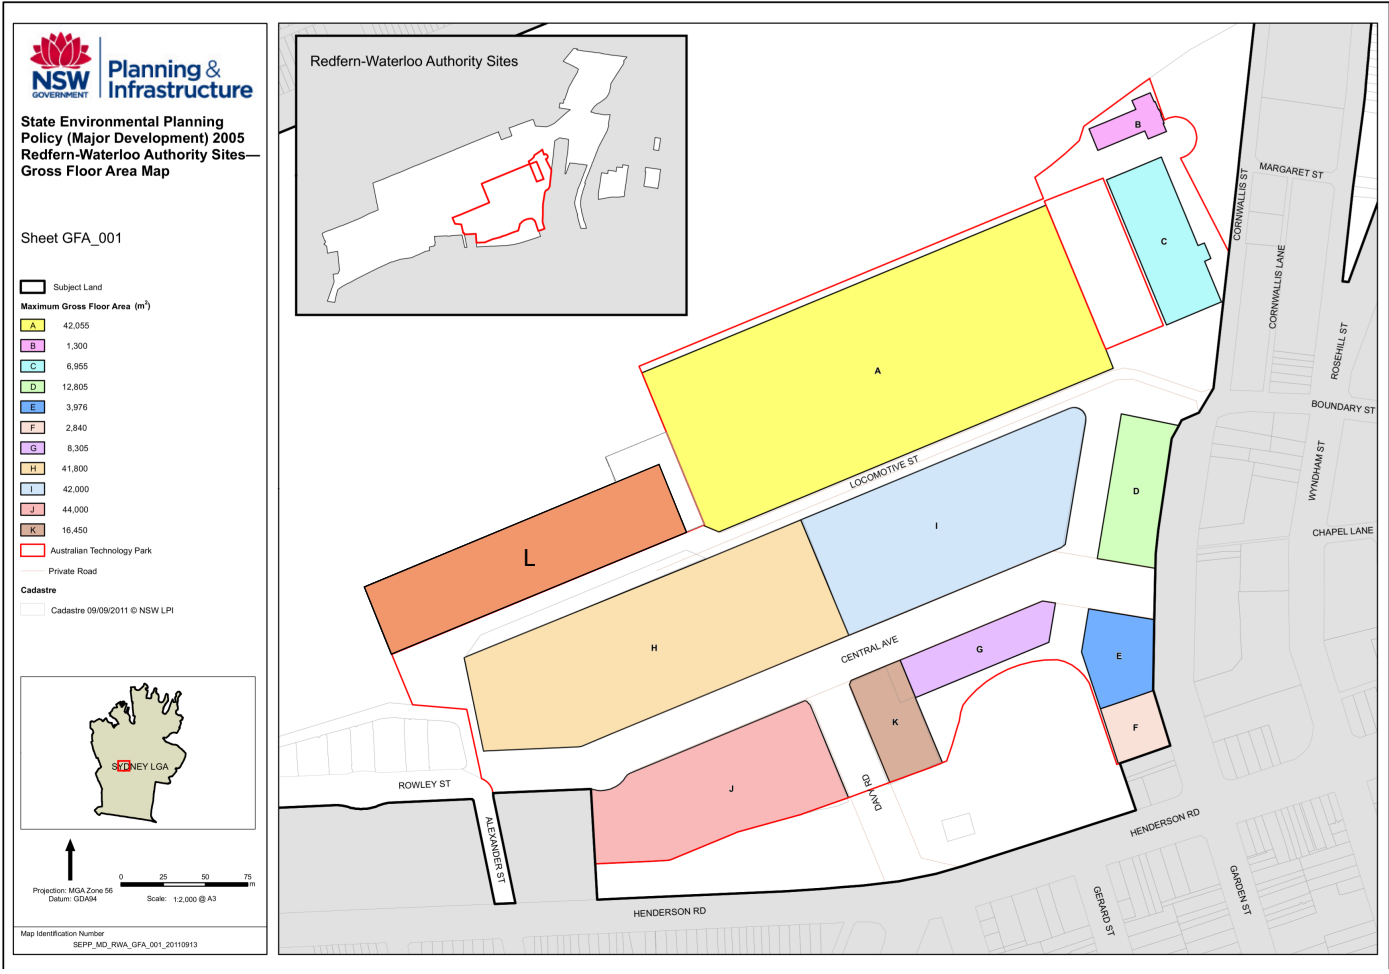 NSW
GOVERNMENT
Planning &
Infrastructure
State Environmental Planning
Policy (Major Development) 2005
Redfern-Waterloo Authority Sites—
Gross Floor Area Map
Sheet GFA_001
Subject Land
Maximum Gross Floor Area (m²)
A 42,055
B 1,300
C 6,955
D 12,805
E 3,976
F 2,840
G 8,305
H 41,800
I 42,000
J 44,000
K 16,450
Australian Technology Park
Private Road
Cadastre
Cadastre 09/09/2011 © NSW LPI
SYDNEY LGA
0 25 50 75
m
Projection: MGA Zone 56
Datum: GDA94
Scale: 1:2,000 @ A3
Map Identification Number
SEPP_MD_RWA_GFA_001_20110913
Redfern-Waterloo Authority Sites
B
C
A
L
I
D
H
G
E
K
F
J
LOCOMOTIVE ST
CENTRAL AVE
DAVY RD
ROWLEY ST
ALEXANDER ST
HENDERSON RD
HENDERSON RD
GERARD ST
GARDEN ST
CORNWALLIS ST
MARGARET ST
CORNWALLIS LANE
ROSEHILL ST
BOUNDARY ST
WYNDHAM ST
CHAPEL LANE